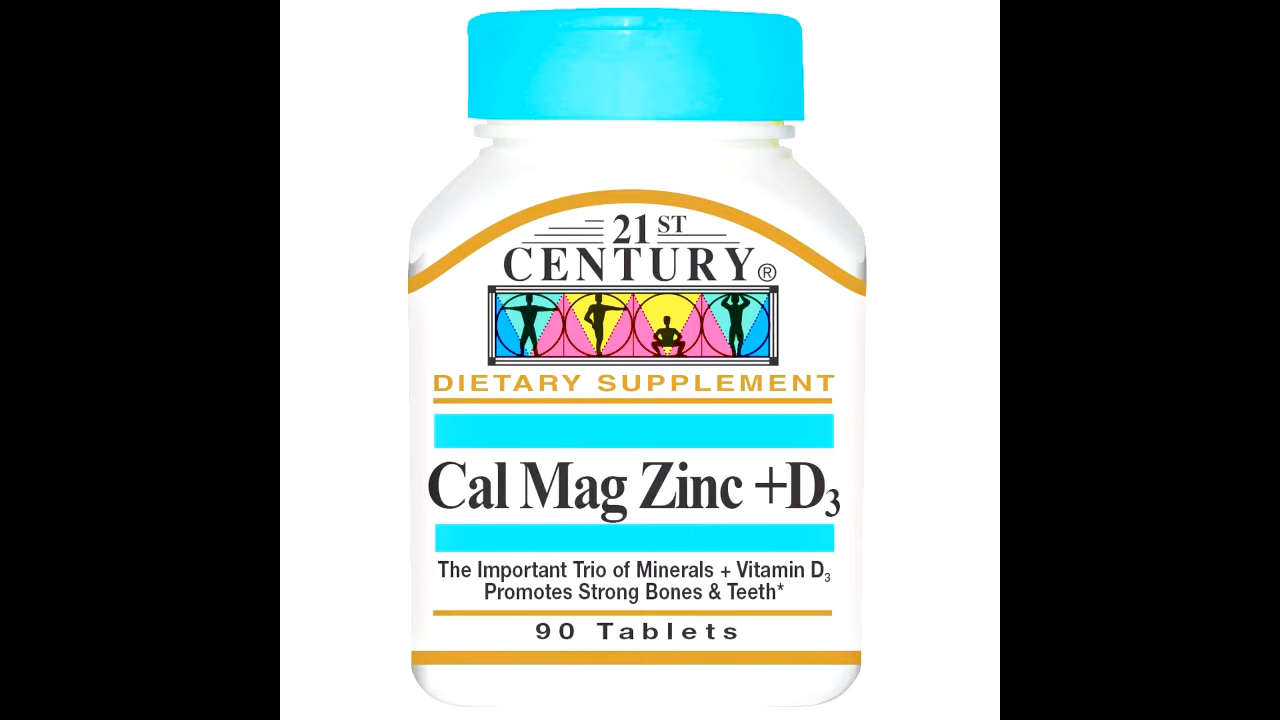 21ST
CENTURY®
DIETARY SUPPLEMENT
Cal Mag Zinc +D₃
The Important Trio of Minerals + Vitamin D₃
Promotes Strong Bones & Teeth*
90 Tablets